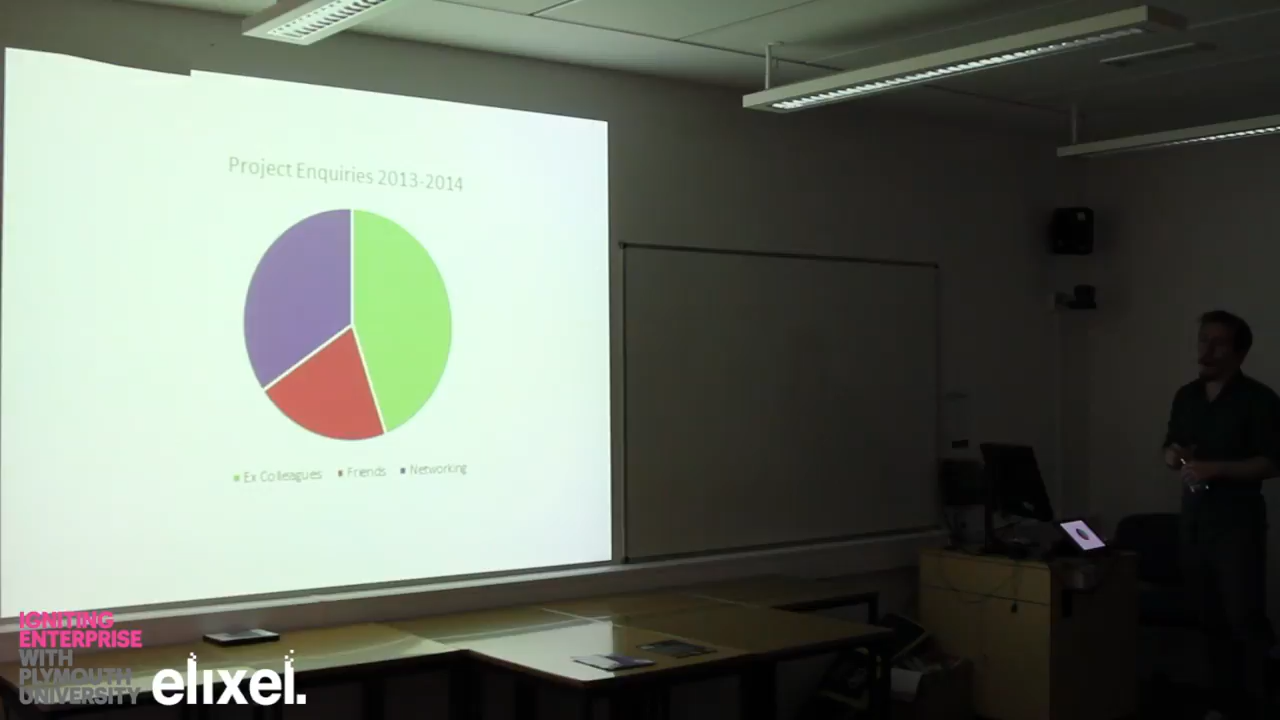 Project Enquiries 2013-2014
Ex Colleagues Friends Networking
IGNITING
ENTERPRISE
WITH
PLYMOUTH
UNIVERSITY
elixel.